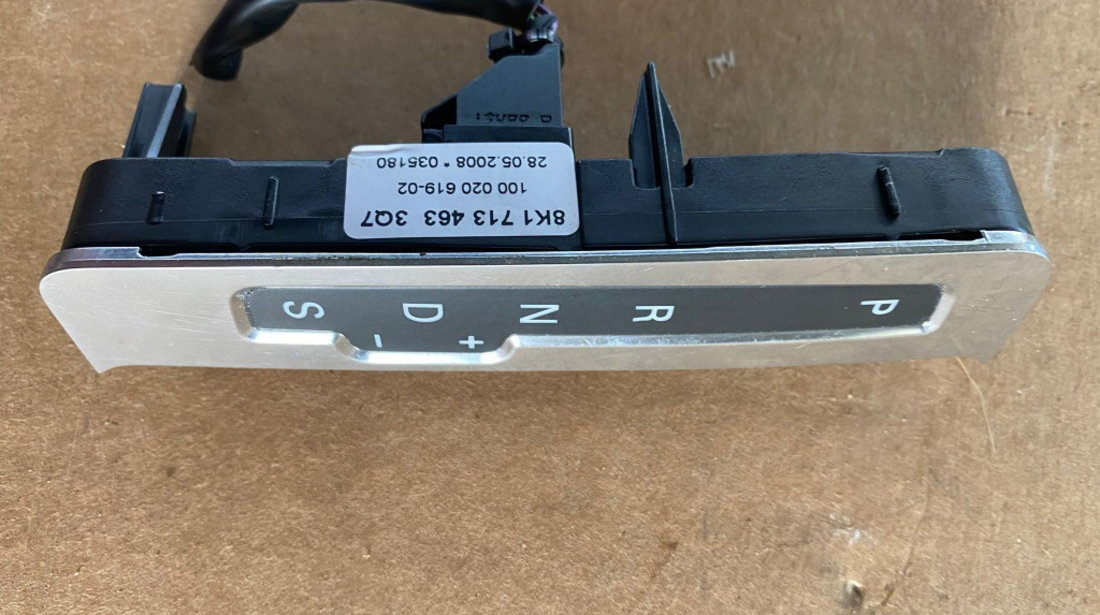 8K1 713 463 3Q7
100 020 619-02
28.05.2008 * 035180
P R N D S
+ -